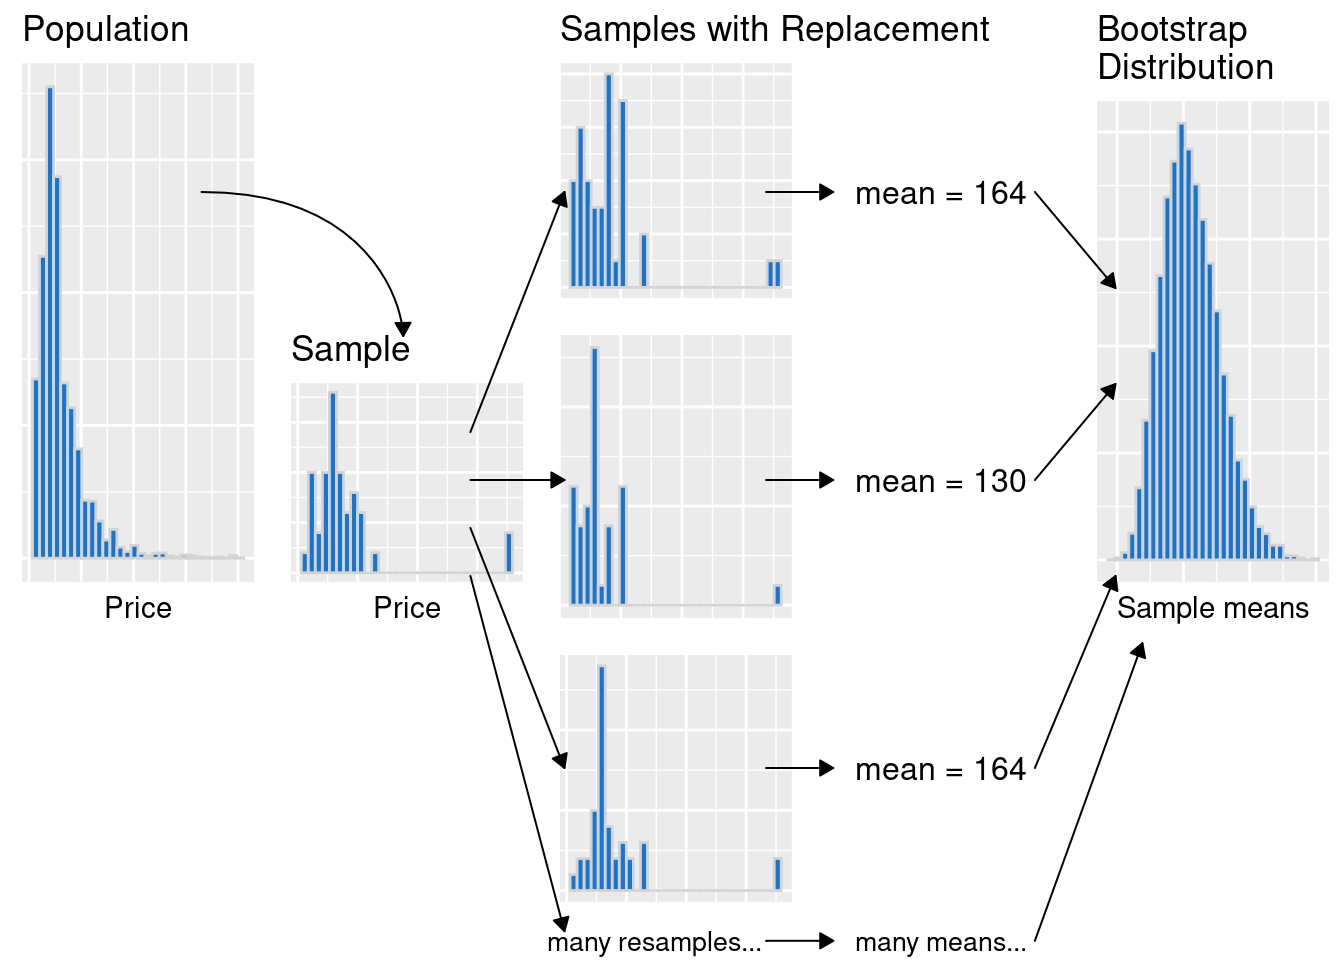 Population
Samples with Replacement
Bootstrap
Distribution
mean = 164
Sample
mean = 130
Price
Price
Sample means
mean = 164
many resamples...
many means...